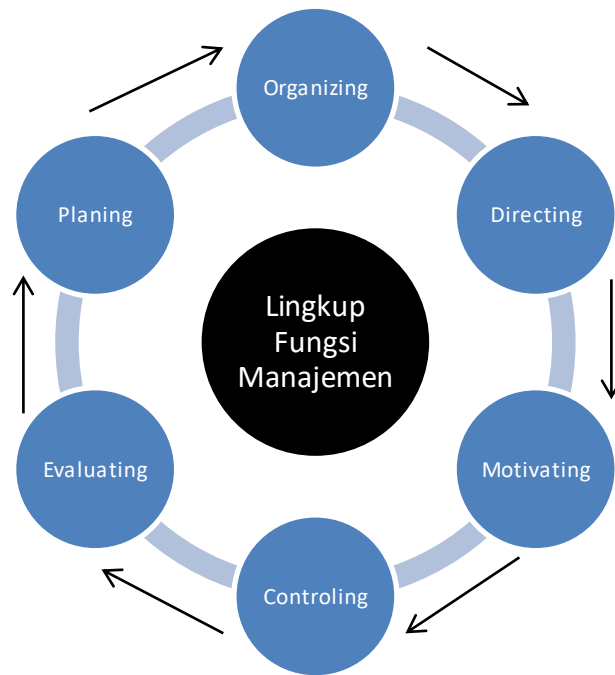 Organizing
Planing
Directing
Lingkup
Fungsi
Manajemen
Evaluating
Motivating
Controling